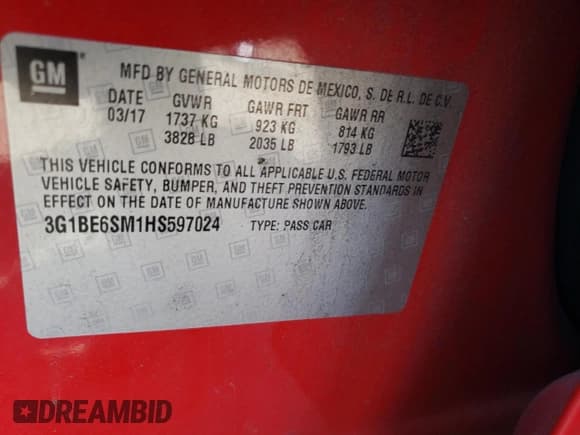 GM
MFD BY GENERAL MOTORS DE MEXICO, S. DE R.L. DE C.V.
DATE GVWR GAWR FRT GAWR RR
03/17 1737 KG 923 KG 814 KG
3828 LB 2035 LB 1793 LB
THIS VEHICLE CONFORMS TO ALL APPLICABLE U.S. FEDERAL MOTOR
VEHICLE SAFETY, BUMPER, AND THEFT PREVENTION STANDARDS IN
EFFECT ON THE DATE OF MANUFACTURE SHOWN ABOVE.
3G1BE6SM1HS597024 TYPE: PASS CAR
DREAMBID